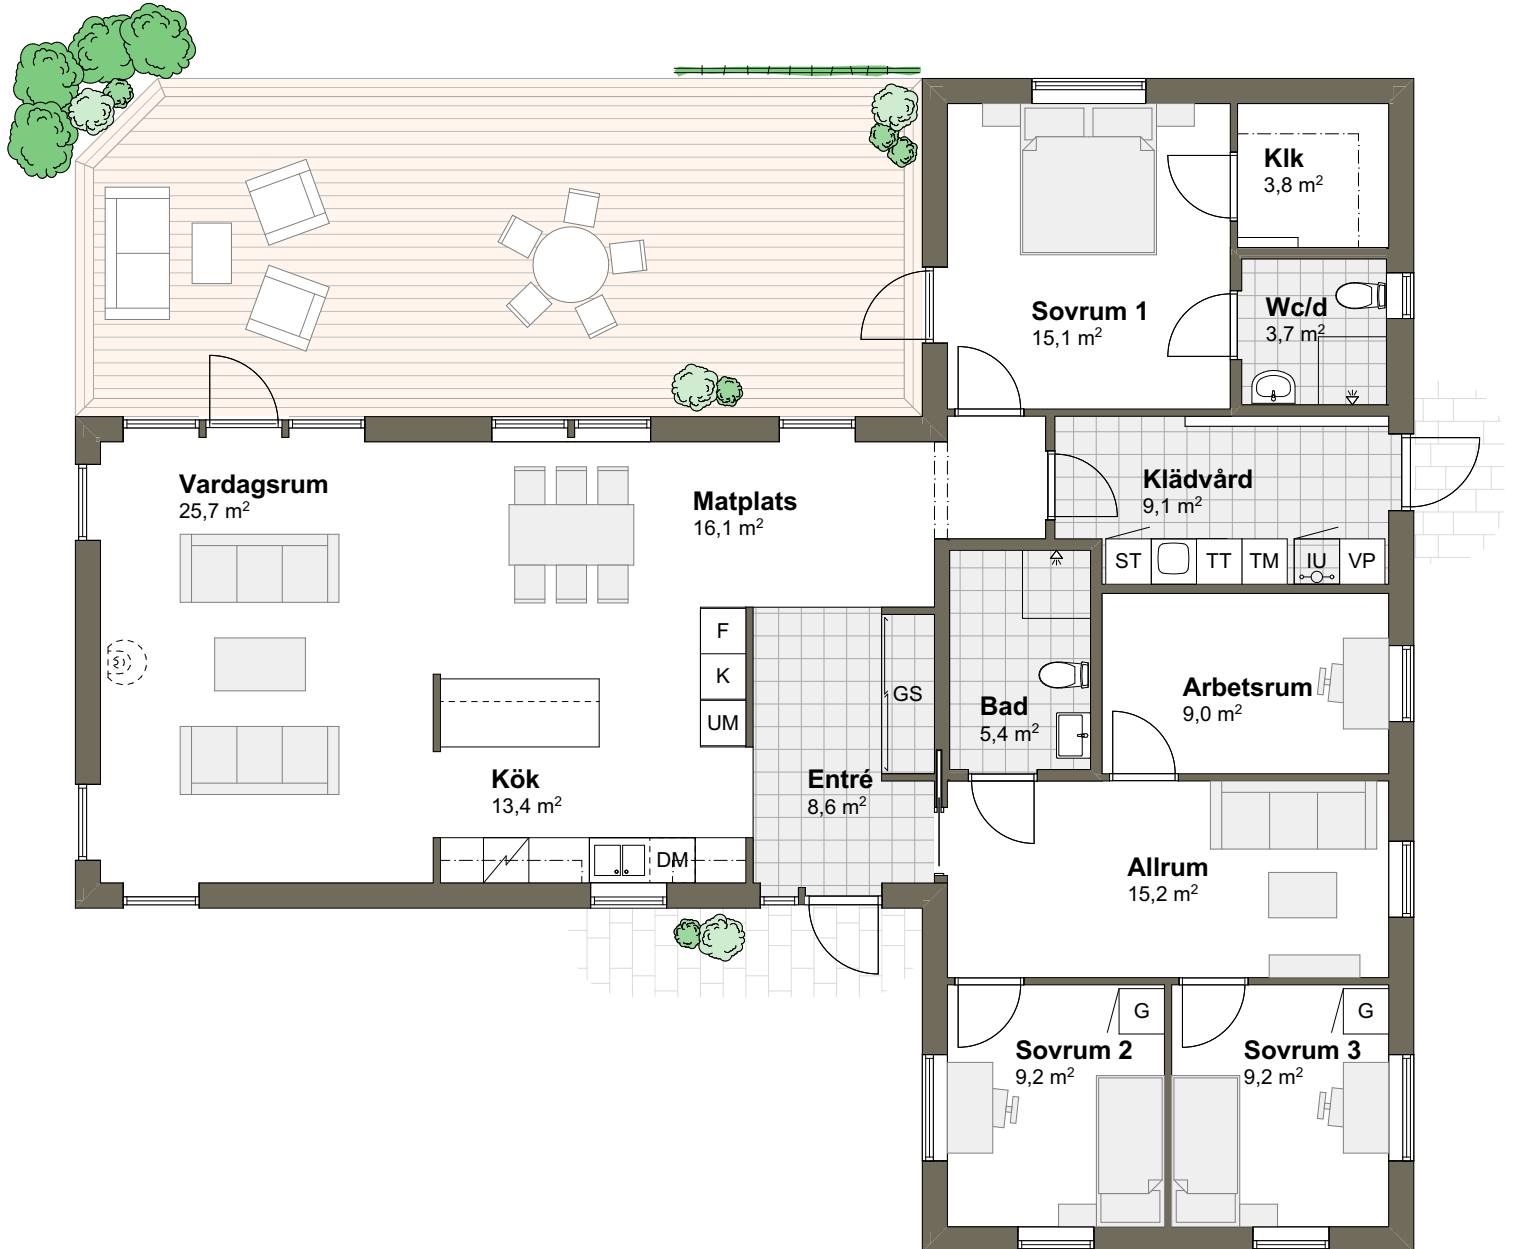 Klk
3,8 m²
Sovrum 1
15,1 m²
Wc/d
3,7 m²
Vardagsrum
25,7 m²
Matplats
16,1 m²
Klädvård
9,1 m²
ST
TT
TM
IU
VP
F
K
UM
GS
Bad
5,4 m²
Arbetsrum
9,0 m²
Kök
13,4 m²
Entré
8,6 m²
DM
Allrum
15,2 m²
G
G
Sovrum 2
9,2 m²
Sovrum 3
9,2 m²